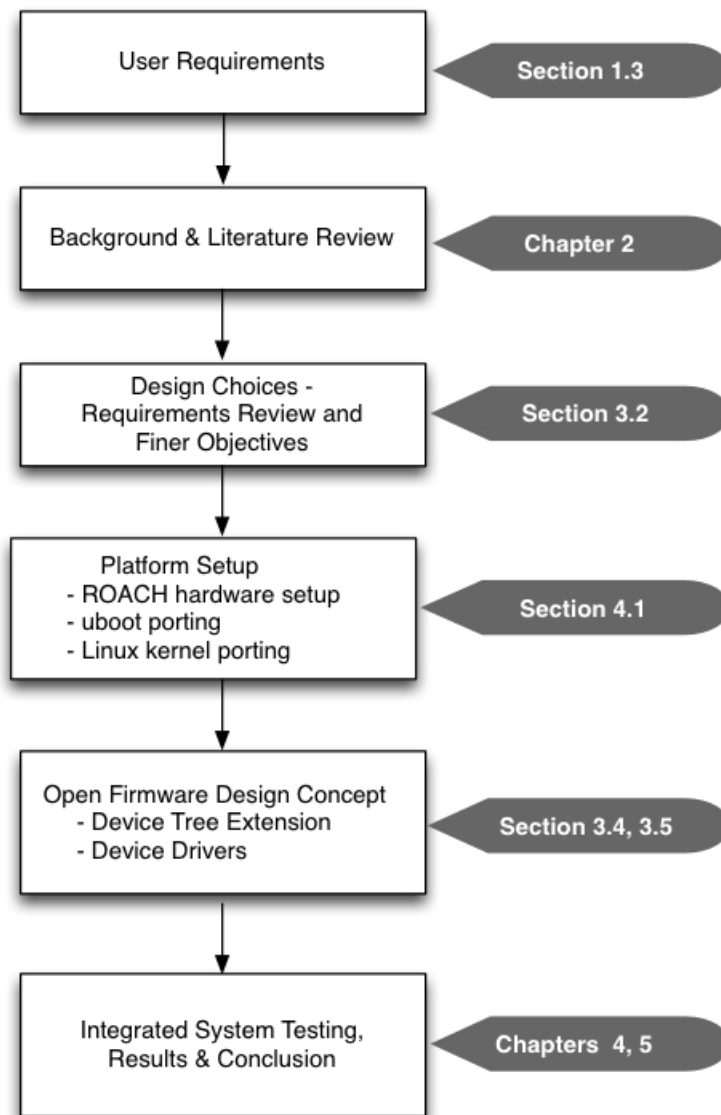 User Requirements
Section 1.3
Background & Literature Review
Chapter 2
Design Choices -
Requirements Review and
Finer Objectives
Section 3.2
Platform Setup
- ROACH hardware setup
- uboot porting
- Linux kernel porting
Section 4.1
Open Firmware Design Concept
- Device Tree Extension
- Device Drivers
Section 3.4, 3.5
Integrated System Testing,
Results & Conclusion
Chapters 4, 5